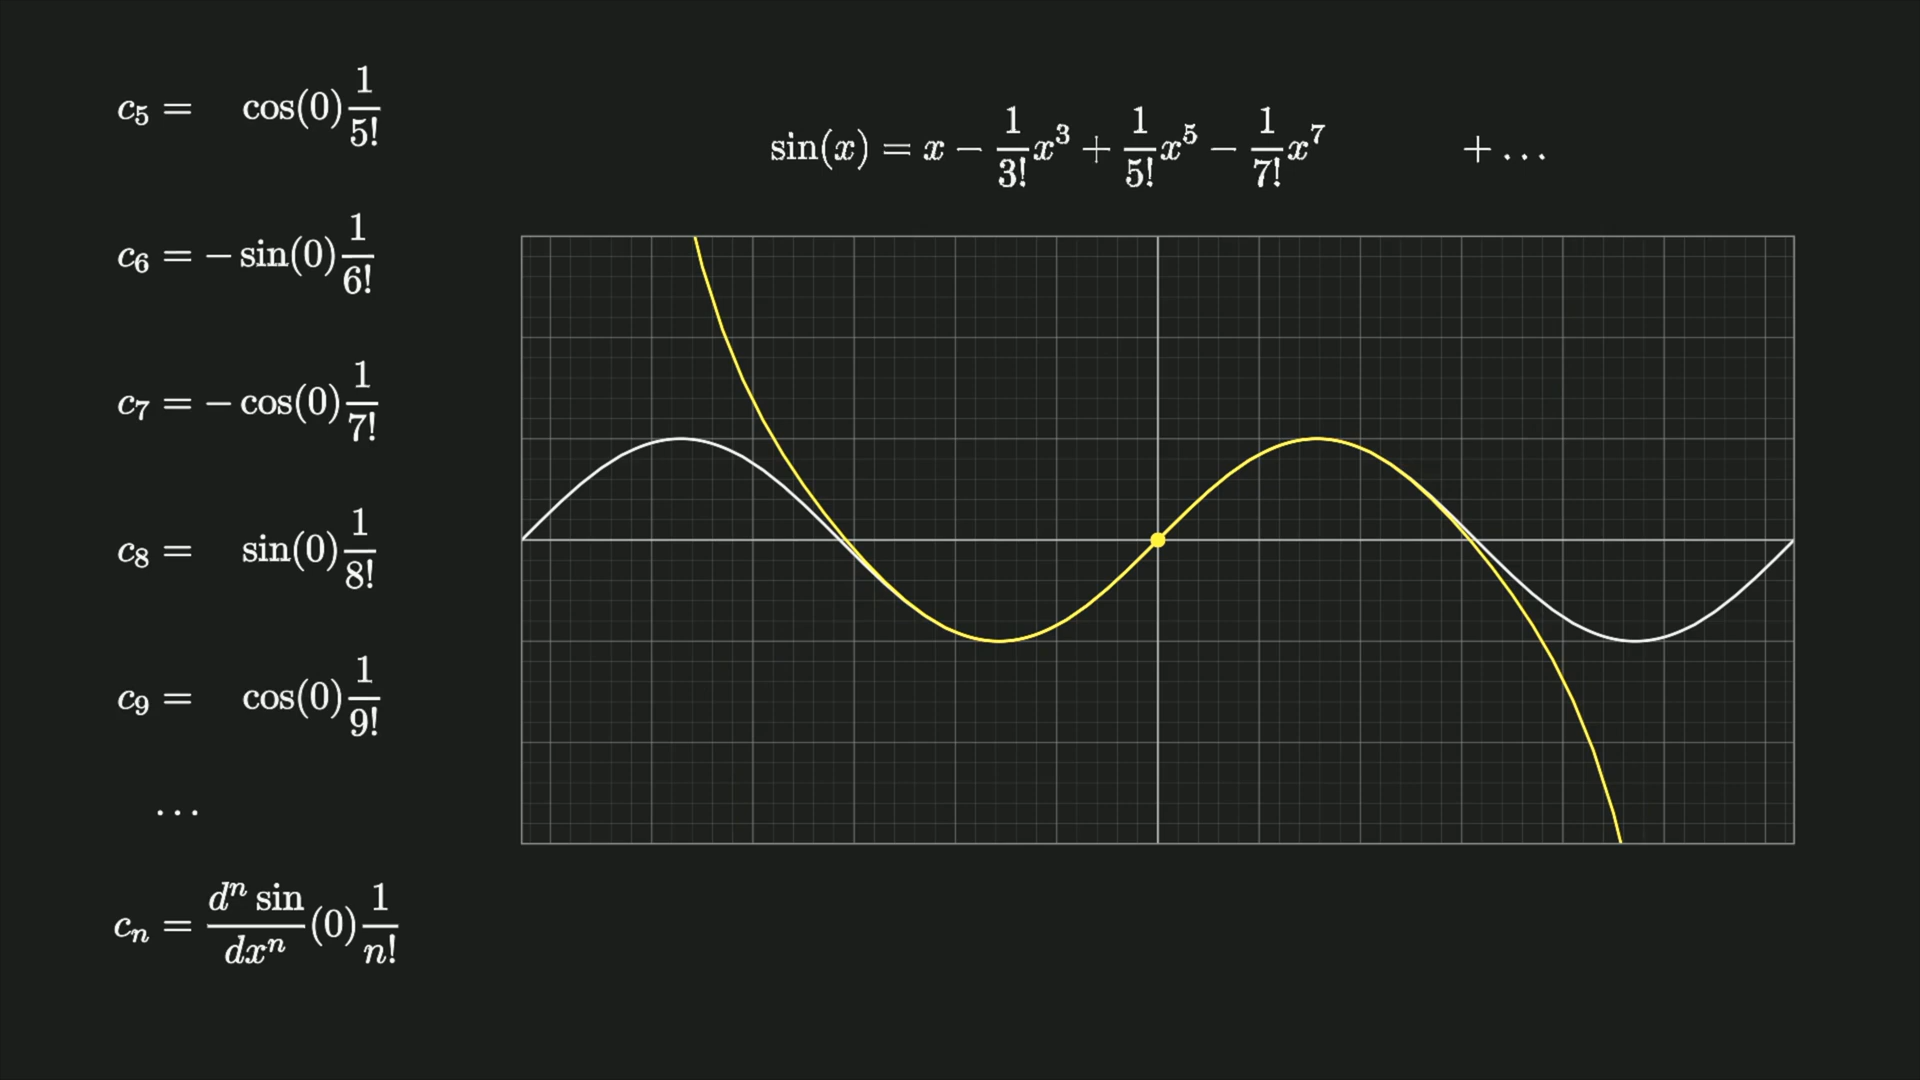 c₅ = cos(0) 1/5!
sin(x) = x − 1/3! x³ + 1/5! x⁵ − 1/7! x⁷ + ...
c₆ = − sin(0) 1/6!
c₇ = − cos(0) 1/7!
c₈ = sin(0) 1/8!
c₉ = cos(0) 1/9!
...
cₙ = dⁿ sin/dxⁿ (0) 1/n!